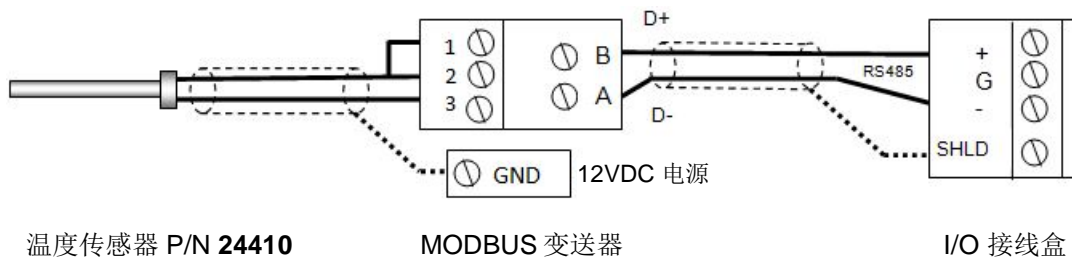 D+
1
2
3
B
A
RS485
D-
+
G
-
SHLD
GND
12VDC 电源
温度传感器 P/N 24410
MODBUS 变送器
I/O 接线盒